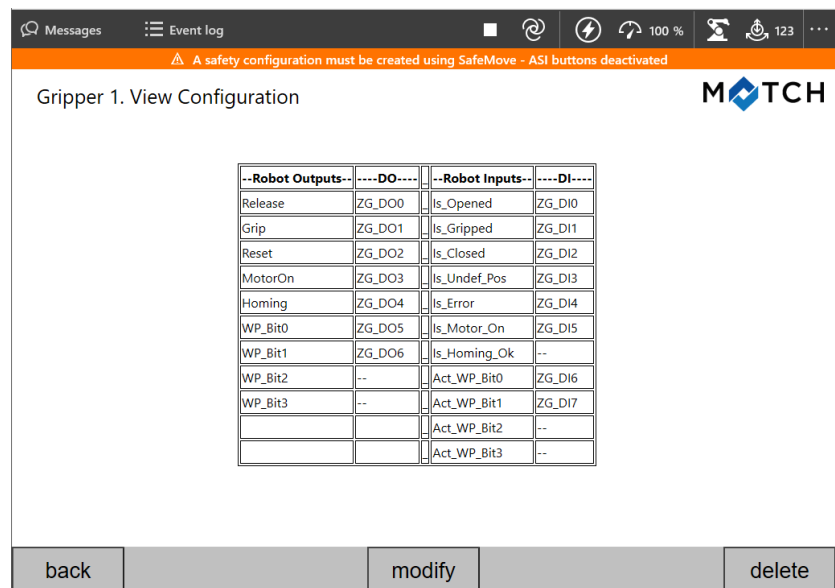 Messages Event log 100 % 123 ...
A safety configuration must be created using SafeMove - ASI buttons deactivated
Gripper 1. View Configuration
MATCH
--Robot Outputs-- ----DO---- _ --Robot Inputs-- ----DI----
Release ZG_DO0 _ Is_Opened ZG_DI0
Grip ZG_DO1 _ Is_Gripped ZG_DI1
Reset ZG_DO2 _ Is_Closed ZG_DI2
MotorOn ZG_DO3 _ Is_Undef_Pos ZG_DI3
Homing ZG_DO4 _ Is_Error ZG_DI4
WP_Bit0 ZG_DO5 _ Is_Motor_On ZG_DI5
WP_Bit1 ZG_DO6 _ Is_Homing_Ok --
WP_Bit2 -- _ Act_WP_Bit0 ZG_DI6
WP_Bit3 -- _ Act_WP_Bit1 ZG_DI7
_ Act_WP_Bit2 --
_ Act_WP_Bit3 --
back modify delete